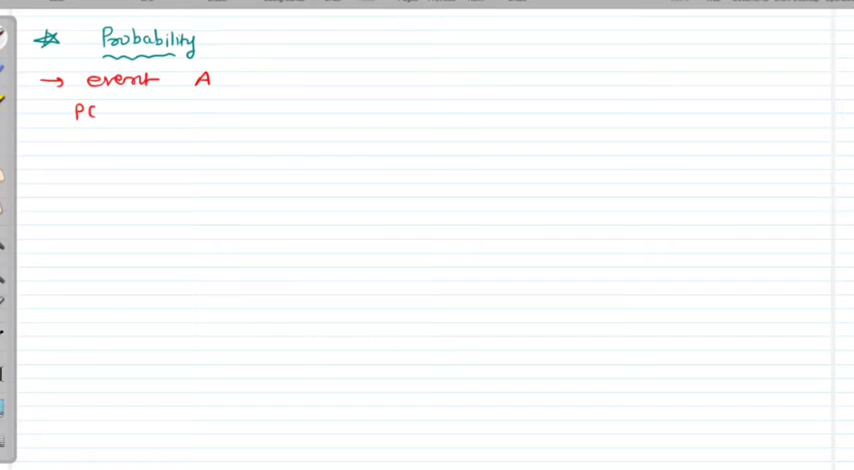 Probability
→ event A
P(